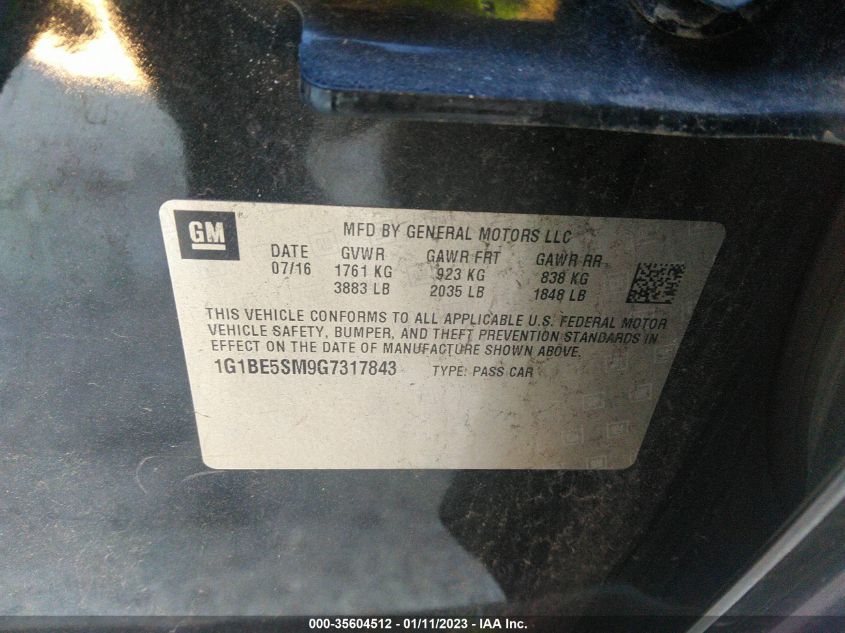 GM
MFD BY GENERAL MOTORS LLC
DATE GVWR GAWR FRT GAWR RR
07/16 1761 KG 923 KG 838 KG
3883 LB 2035 LB 1848 LB
THIS VEHICLE CONFORMS TO ALL APPLICABLE U.S. FEDERAL MOTOR
VEHICLE SAFETY, BUMPER, AND THEFT PREVENTION STANDARDS IN
EFFECT ON THE DATE OF MANUFACTURE SHOWN ABOVE.
1G1BE5SM9G7317843 TYPE: PASS CAR
000-35604512 - 01/11/2023 - IAA Inc.